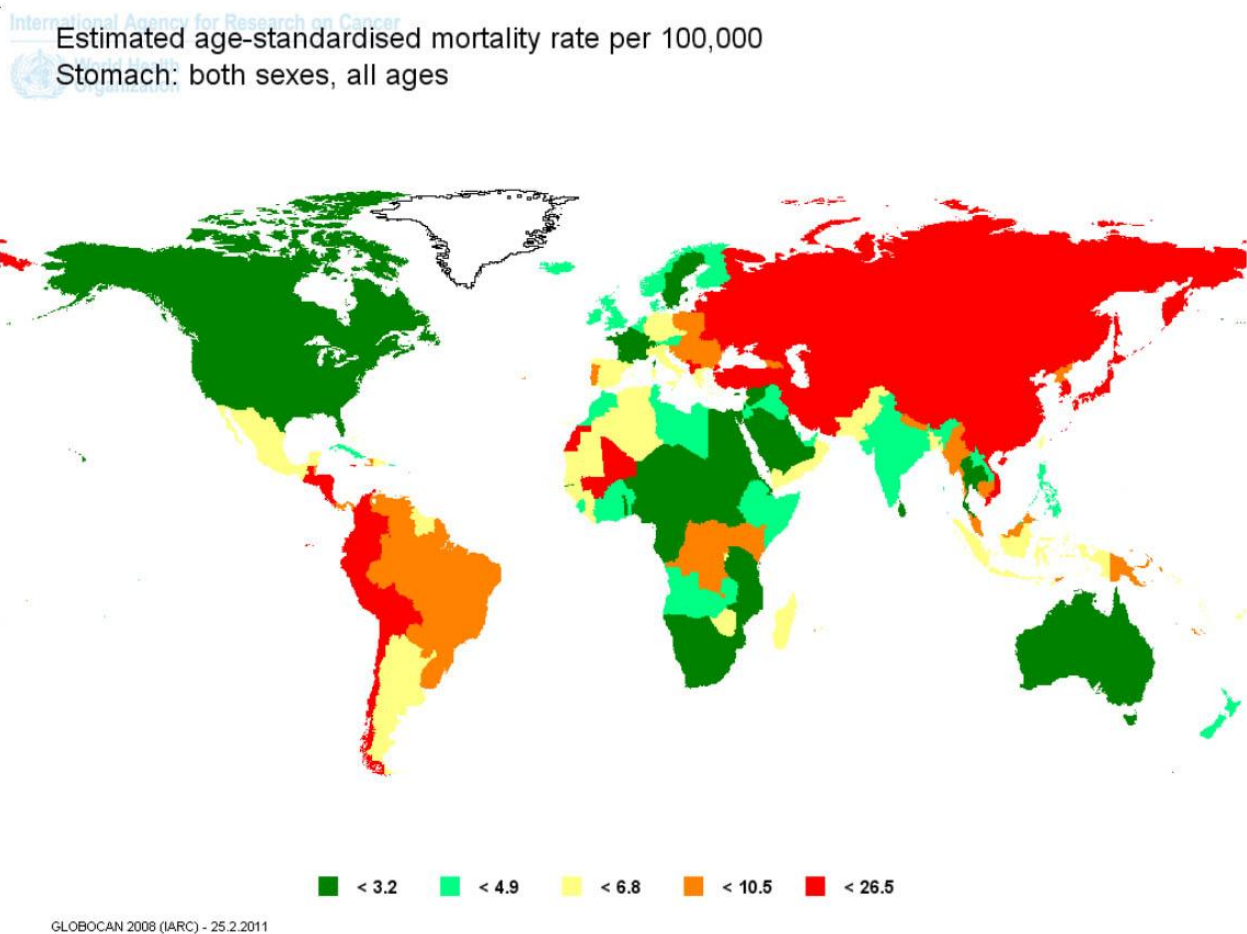 International Agency for Research on Cancer
Estimated age-standardised mortality rate per 100,000
World Health
Stomach: both sexes, all ages
Organization
< 3.2 < 4.9 < 6.8 < 10.5 < 26.5
GLOBOCAN 2008 (IARC) - 25.2.2011